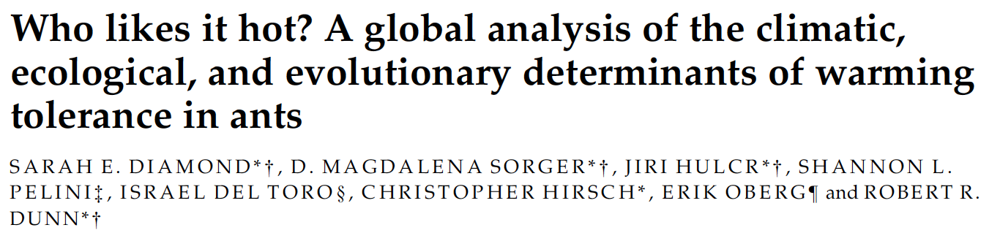 Who likes it hot? A global analysis of the climatic,
ecological, and evolutionary determinants of warming
tolerance in ants
SARAH E. DIAMOND*†, D. MAGDALENA SORGER*†, JIRI HULCR*†, SHANNON L.
PELINI‡, ISRAEL DEL TORO§, CHRISTOPHER HIRSCH*, ERIK OBERG¶ and ROBERT R.
DUNN*†